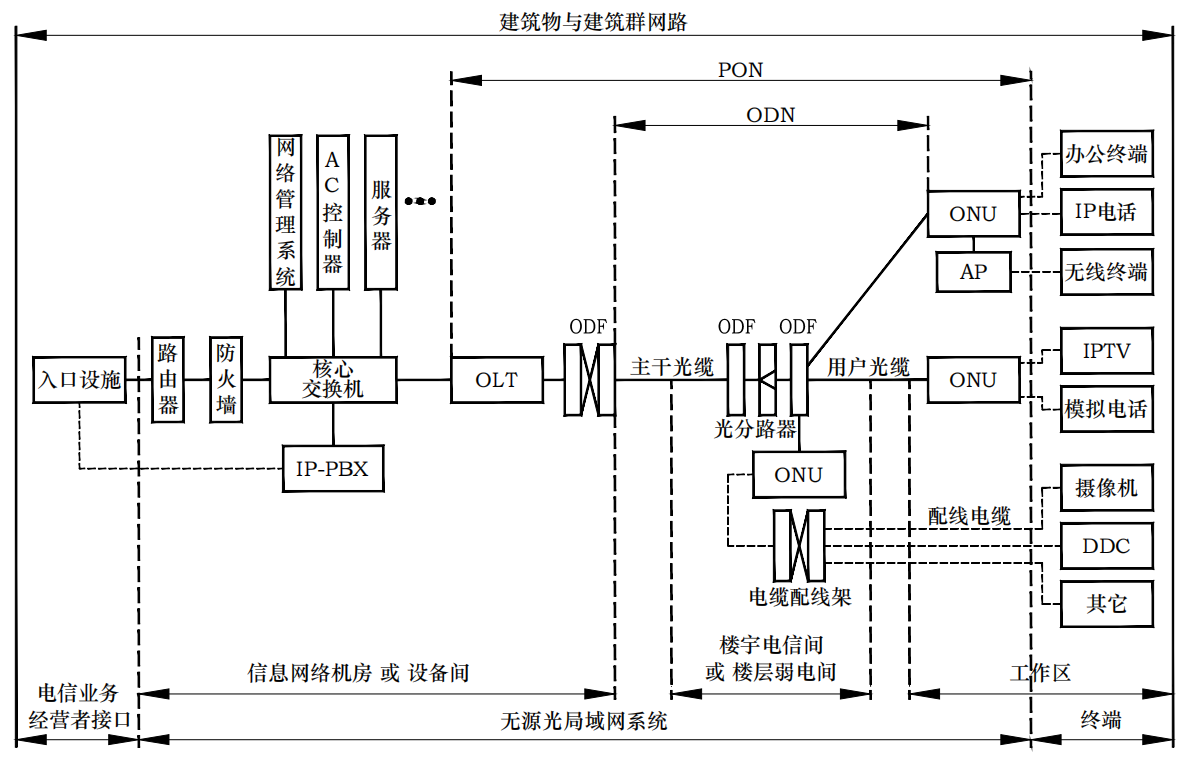 建筑物与建筑群网路
PON
ODN
网络管理系统
AC控制器
服务器
办公终端
ONU
IP电话
AP
无线终端
ODF
ODF
ODF
入口设施
路由器
防火墙
核心
交换机
OLT
主干光缆
用户光缆
ONU
IPTV
模拟电话
光分路器
IP-PBX
ONU
摄像机
配线电缆
DDC
电缆配线架
其它
楼宇电信间
或 楼层弱电间
信息网络机房 或 设备间
工作区
电信业务
经营者接口
无源光局域网系统
终端